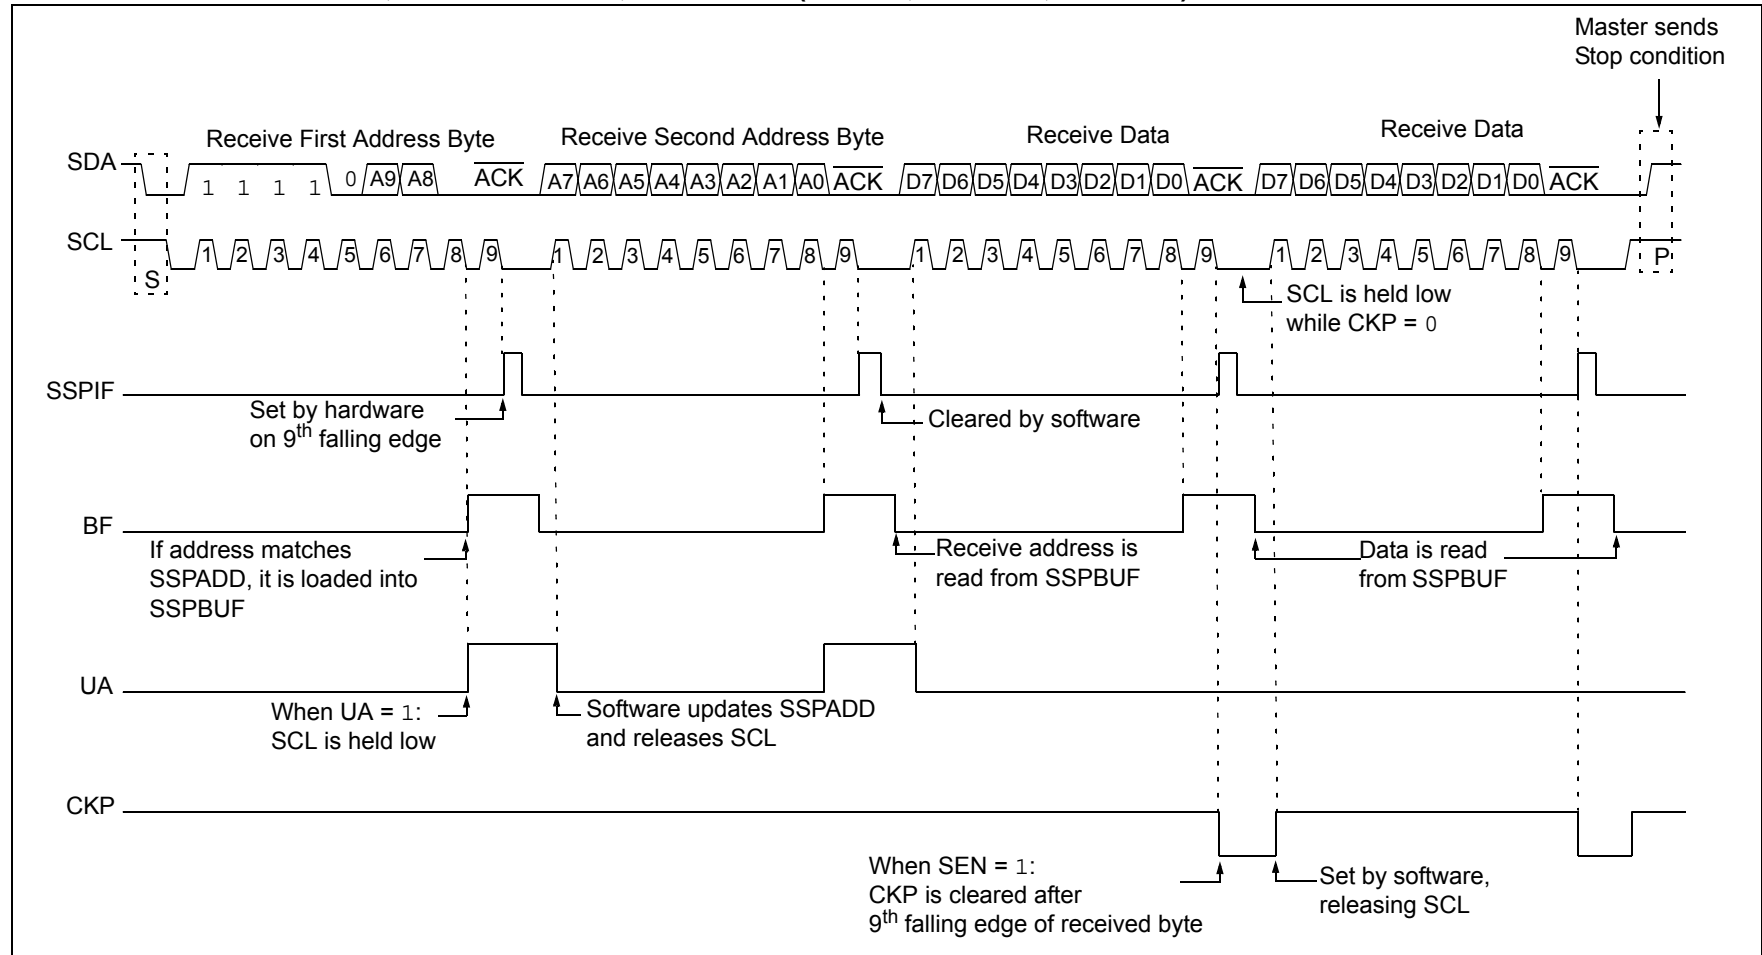 Master sends
Stop condition
Receive First Address Byte
Receive Second Address Byte
Receive Data
Receive Data
SDA
1 1 1 1 0 A9 A8 ACK A7 A6 A5 A4 A3 A2 A1 A0 ACK D7 D6 D5 D4 D3 D2 D1 D0 ACK D7 D6 D5 D4 D3 D2 D1 D0 ACK
SCL
S 1 2 3 4 5 6 7 8 9 1 2 3 4 5 6 7 8 9 1 2 3 4 5 6 7 8 9 1 2 3 4 5 6 7 8 9 P
SCL is held low
while CKP = 0
SSPIF
Set by hardware
on 9th falling edge
Cleared by software
BF
If address matches
SSPADD, it is loaded into
SSPBUF
Receive address is
read from SSPBUF
Data is read
from SSPBUF
UA
When UA = 1:
SCL is held low
Software updates SSPADD
and releases SCL
CKP
When SEN = 1:
CKP is cleared after
9th falling edge of received byte
Set by software,
releasing SCL